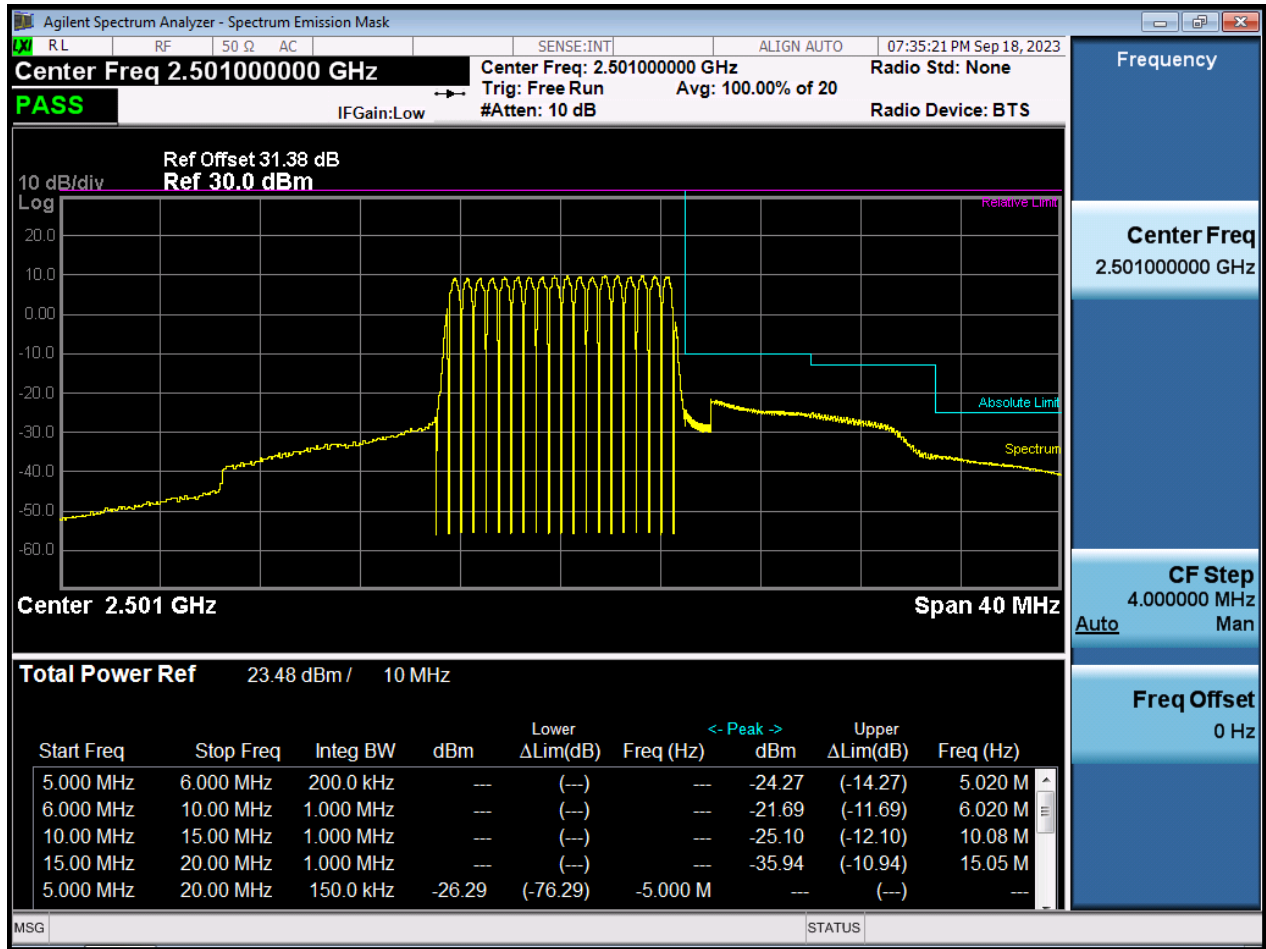 Agilent Spectrum Analyzer - Spectrum Emission Mask
LXI RL RF 50 Ω AC SENSE:INT ALIGN AUTO 07:35:21 PM Sep 18, 2023
Center Freq 2.501000000 GHz
Center Freq: 2.501000000 GHz
Radio Std: None
Trig: Free Run Avg: 100.00% of 20
PASS
IFGain:Low #Atten: 10 dB Radio Device: BTS
Ref Offset 31.38 dB
10 dB/div Ref 30.0 dBm
Log
Relative Limit
20.0
10.0
0.00
-10.0
-20.0
Absolute Limit
-30.0
Spectrum
-40.0
-50.0
-60.0
Center 2.501 GHz Span 40 MHz
Total Power Ref 23.48 dBm / 10 MHz
Lower <- Peak -> Upper
Start Freq Stop Freq Integ BW dBm ΔLim(dB) Freq (Hz) dBm ΔLim(dB) Freq (Hz)
5.000 MHz 6.000 MHz 200.0 kHz --- (---) --- -24.27 (-14.27) 5.020 M
6.000 MHz 10.00 MHz 1.000 MHz --- (---) --- -21.69 (-11.69) 6.020 M
10.00 MHz 15.00 MHz 1.000 MHz --- (---) --- -25.10 (-12.10) 10.08 M
15.00 MHz 20.00 MHz 1.000 MHz --- (---) --- -35.94 (-10.94) 15.05 M
5.000 MHz 20.00 MHz 150.0 kHz -26.29 (-76.29) -5.000 M --- (---) ---
MSG STATUS
Frequency
Center Freq
2.501000000 GHz
CF Step
4.000000 MHz
Auto Man
Freq Offset
0 Hz